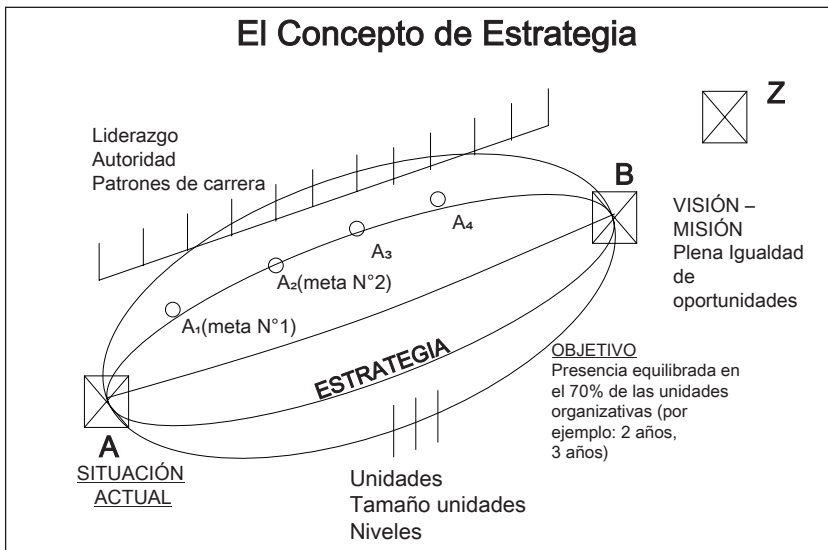 El Concepto de Estrategia
Z
Liderazgo
Autoridad
Patrones de carrera
B
VISIÓN –
MISIÓN
Plena Igualdad
de
oportunidades
A₄
A₃
A₂(meta N°2)
A₁(meta N°1)
ESTRATEGIA
OBJETIVO
Presencia equilibrada en
el 70% de las unidades
organizativas (por
ejemplo: 2 años,
3 años)
A
SITUACIÓN
ACTUAL
Unidades
Tamaño unidades
Niveles